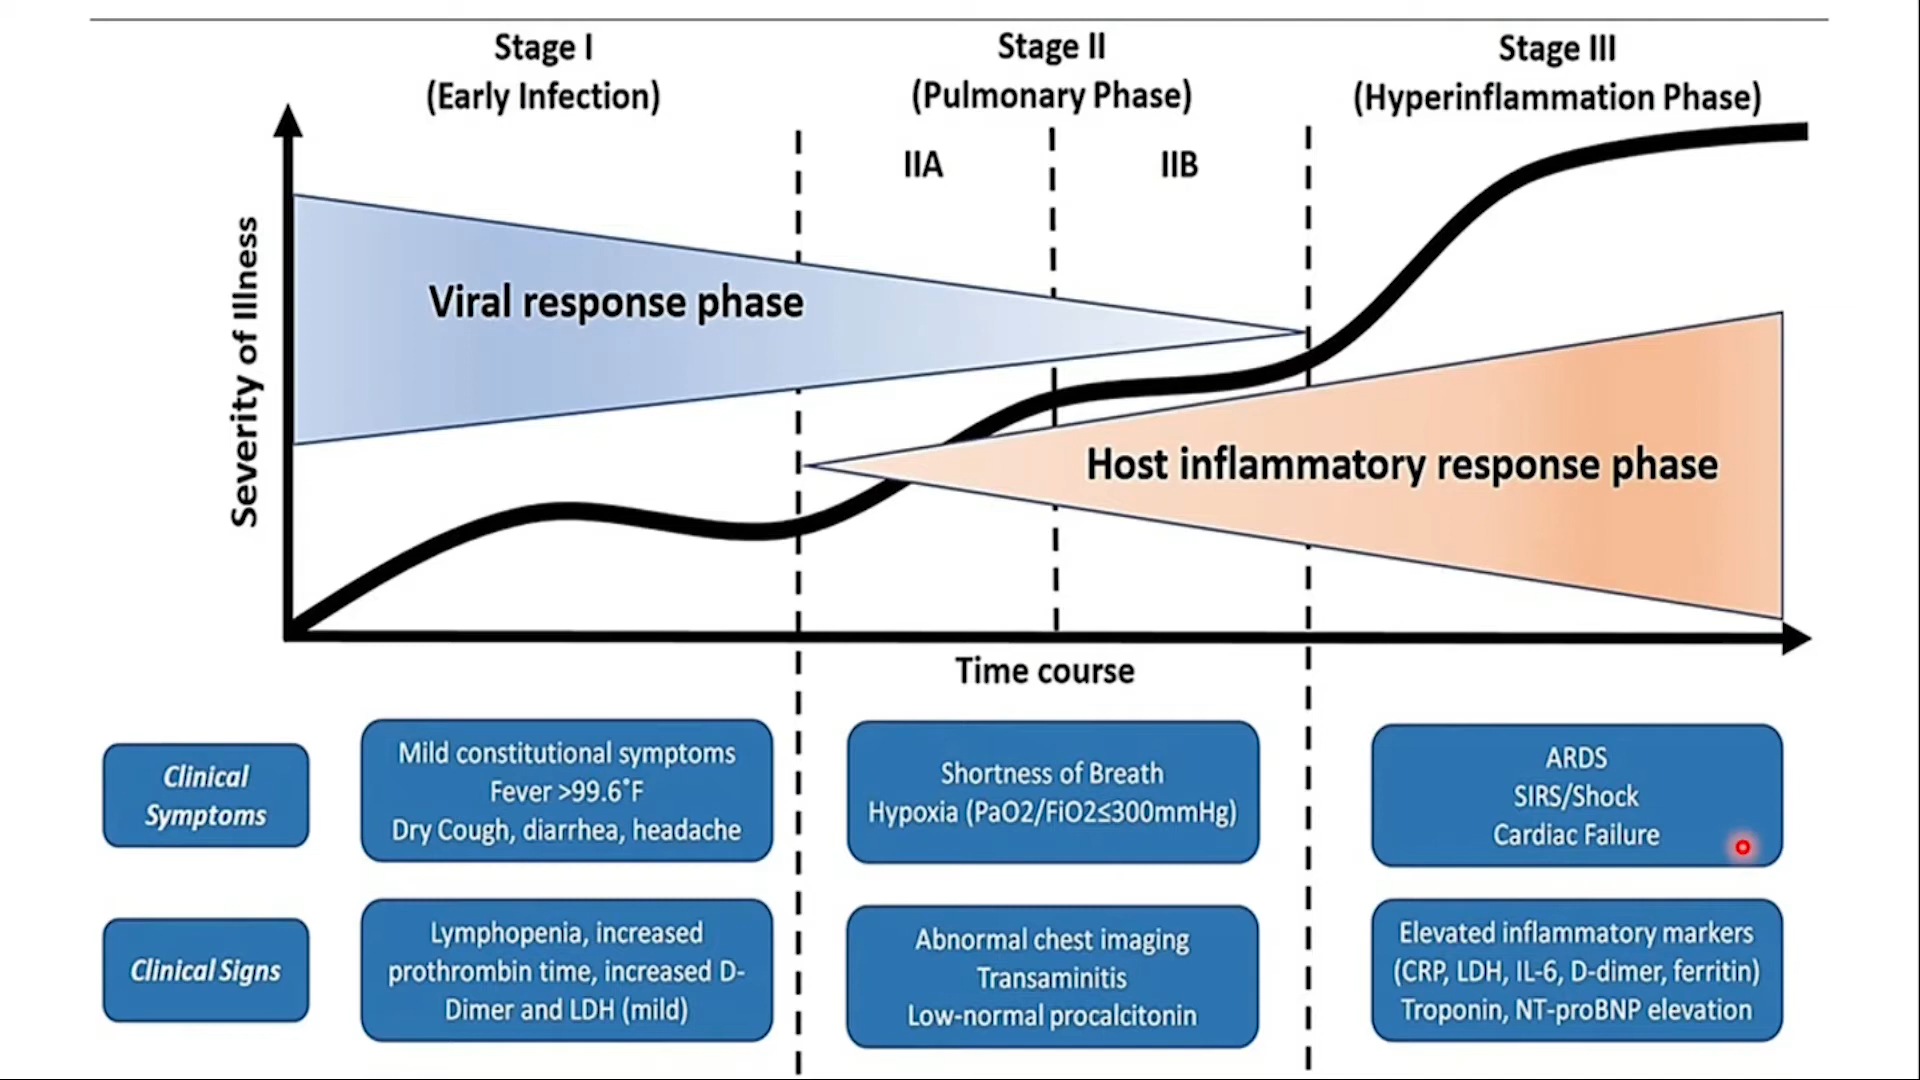 Stage I
(Early Infection)
Stage II
(Pulmonary Phase)
Stage III
(Hyperinflammation Phase)
IIA
IIB
Severity of Illness
Viral response phase
Host inflammatory response phase
Time course
Clinical
Symptoms
Mild constitutional symptoms
Fever >99.6°F
Dry Cough, diarrhea, headache
Shortness of Breath
Hypoxia (PaO2/FiO2≤300mmHg)
ARDS
SIRS/Shock
Cardiac Failure
Clinical Signs
Lymphopenia, increased
prothrombin time, increased D-
Dimer and LDH (mild)
Abnormal chest imaging
Transaminitis
Low-normal procalcitonin
Elevated inflammatory markers
(CRP, LDH, IL-6, D-dimer, ferritin)
Troponin, NT-proBNP elevation